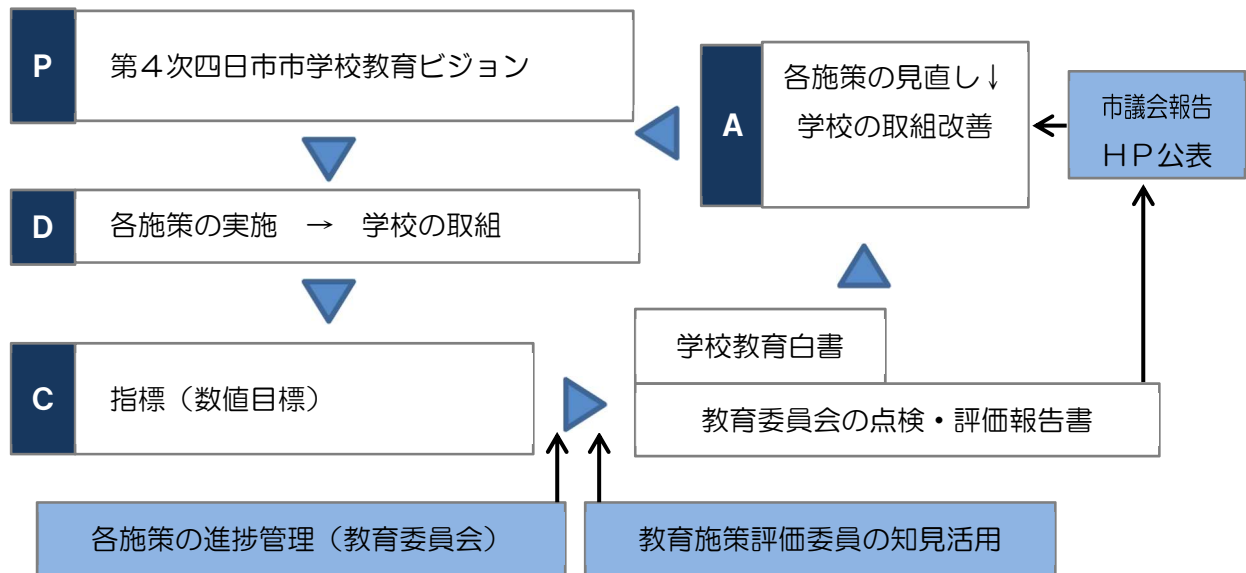 P
第４次四日市市学校教育ビジョン
A
各施策の見直し↓
学校の取組改善
市議会報告
ＨＰ公表
D
各施策の実施　→　学校の取組
学校教育白書
C
指標（数値目標）
教育委員会の点検・評価報告書
各施策の進捗管理（教育委員会）
教育施策評価委員の知見活用